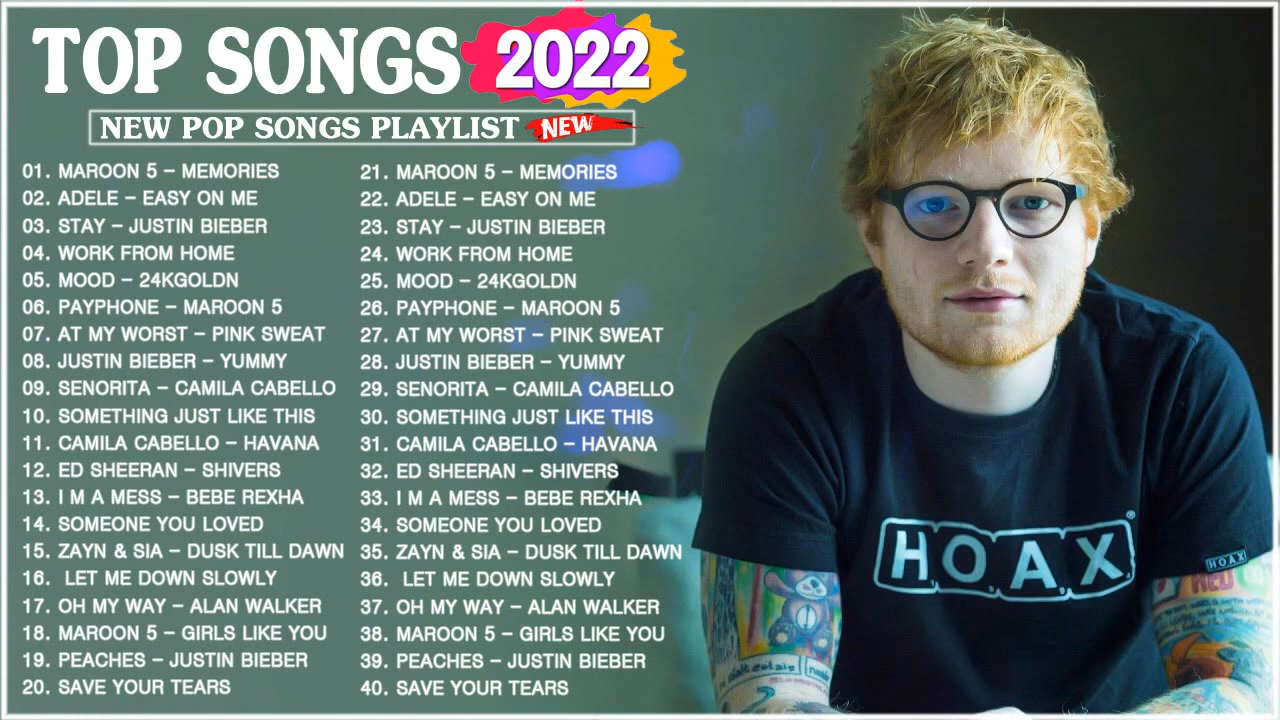 TOP SONGS 2022
NEW POP SONGS PLAYLIST NEW
01. MAROON 5 – MEMORIES
02. ADELE – EASY ON ME
03. STAY – JUSTIN BIEBER
04. WORK FROM HOME
05. MOOD – 24KGOLDN
06. PAYPHONE – MAROON 5
07. AT MY WORST – PINK SWEAT
08. JUSTIN BIEBER – YUMMY
09. SENORITA – CAMILA CABELLO
10. SOMETHING JUST LIKE THIS
11. CAMILA CABELLO – HAVANA
12. ED SHEERAN – SHIVERS
13. I M A MESS – BEBE REXHA
14. SOMEONE YOU LOVED
15. ZAYN & SIA – DUSK TILL DAWN
16. LET ME DOWN SLOWLY
17. OH MY WAY – ALAN WALKER
18. MAROON 5 – GIRLS LIKE YOU
19. PEACHES – JUSTIN BIEBER
20. SAVE YOUR TEARS
21. MAROON 5 – MEMORIES
22. ADELE – EASY ON ME
23. STAY – JUSTIN BIEBER
24. WORK FROM HOME
25. MOOD – 24KGOLDN
26. PAYPHONE – MAROON 5
27. AT MY WORST – PINK SWEAT
28. JUSTIN BIEBER – YUMMY
29. SENORITA – CAMILA CABELLO
30. SOMETHING JUST LIKE THIS
31. CAMILA CABELLO – HAVANA
32. ED SHEERAN – SHIVERS
33. I M A MESS – BEBE REXHA
34. SOMEONE YOU LOVED
35. ZAYN & SIA – DUSK TILL DAWN
36. LET ME DOWN SLOWLY
37. OH MY WAY – ALAN WALKER
38. MAROON 5 – GIRLS LIKE YOU
39. PEACHES – JUSTIN BIEBER
40. SAVE YOUR TEARS
HOAX®
HOAX
RED